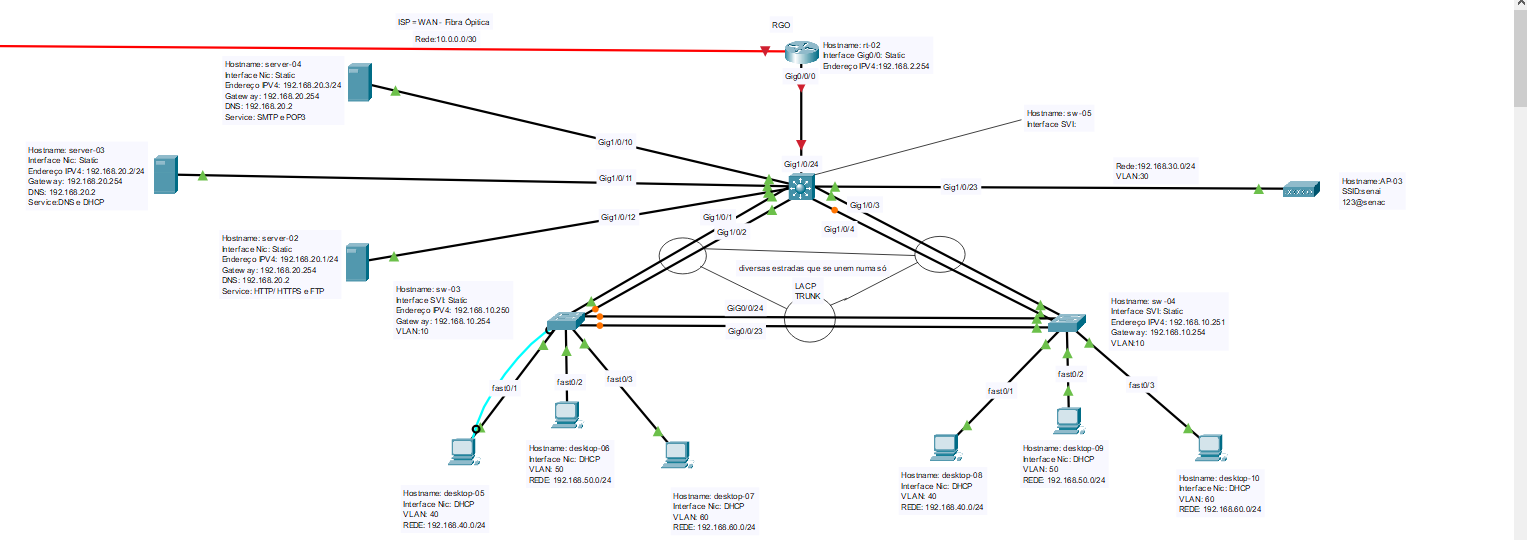 ISP = WAN - Fibra Ópitica
Rede:10.0.0.0/30
RGO
Hostname: rt-02
Interface Gig0/0: Static
Endereço IPV4:192.168.2.254
Gig0/0/0
Hostname: server-04
Interface Nic: Static
Endereço IPV4: 192.168.20.3/24
Gateway: 192.168.20.254
DNS: 192.168.20.2
Service: SMTP e POP3
Hostname: sw-05
Interface SVI:
Gig1/0/10
Hostname: server-03
Interface Nic: Static
Endereço IPV4: 192.168.20.2/24
Gateway: 192.168.20.254
DNS: 192.168.20.2
Service:DNS e DHCP
Gig1/0/11
Gig1/0/24
Gig1/0/23
Rede:192.168.30.0/24
VLAN:30
Hostname:AP-03
SSID:senai
123@senac
Gig1/0/12
Gig1/0/1
Gig1/0/2
Gig1/0/3
Gig1/0/4
Hostname: server-02
Interface Nic: Static
Endereço IPV4: 192.168.20.1/24
Gateway: 192.168.20.254
DNS: 192.168.20.2
Service: HTTP/ HTTPS e FTP
diversas estradas que se unem numa só
LACP
TRUNK
Hostname: sw-03
Interface SVI: Static
Endereço IPV4: 192.168.10.250
Gateway: 192.168.10.254
VLAN:10
GiG0/0/24
Gig0/0/23
Hostname: sw-04
Interface SVI: Static
Endereço IPV4: 192.168.10.251
Gateway: 192.168.10.254
VLAN:10
fast0/1
fast0/2
fast0/3
fast0/1
fast0/2
fast0/3
Hostname: desktop-05
Interface Nic: DHCP
VLAN: 40
REDE: 192.168.40.0/24
Hostname: desktop-06
Interface Nic: DHCP
VLAN: 50
REDE: 192.168.50.0/24
Hostname: desktop-07
Interface Nic: DHCP
VLAN: 60
REDE: 192.168.60.0/24
Hostname: desktop-08
Interface Nic: DHCP
VLAN: 40
REDE: 192.168.40.0/24
Hostname: desktop-09
Interface Nic: DHCP
VLAN: 50
REDE: 192.168.50.0/24
Hostname: desktop-10
Interface Nic: DHCP
VLAN: 60
REDE: 192.168.60.0/24